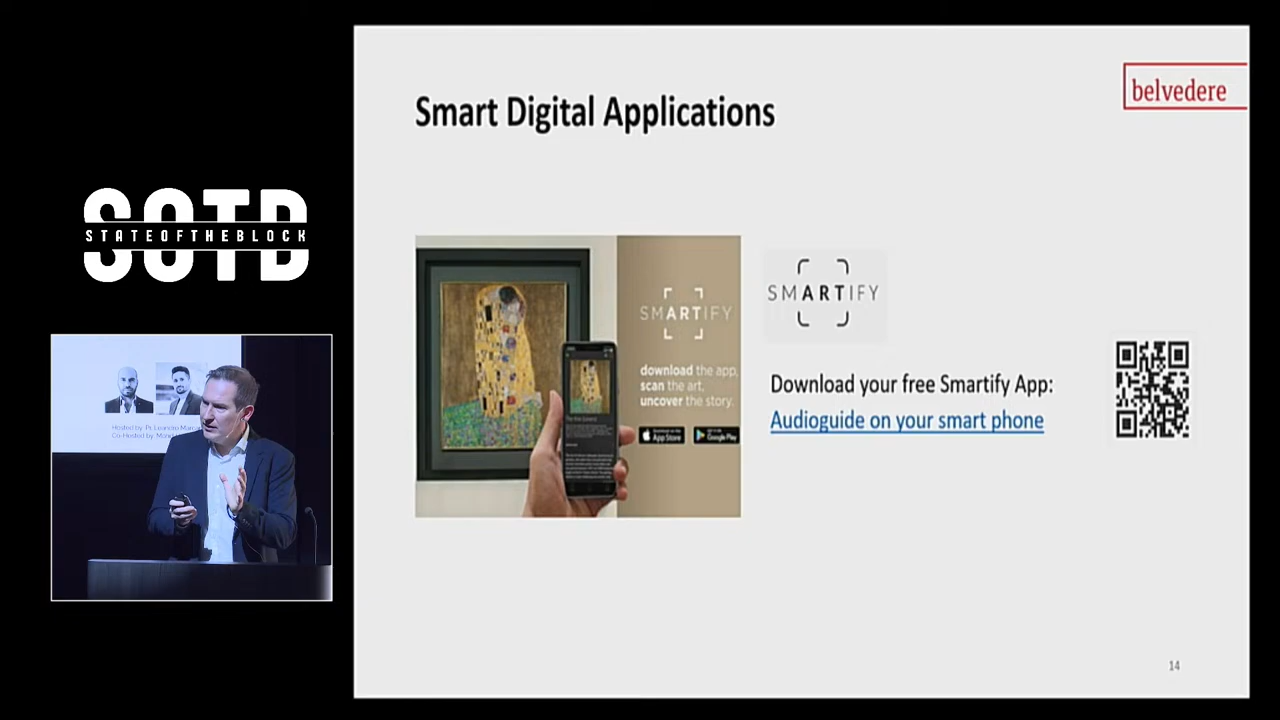 Smart Digital Applications
belvedere
SOTB
STATEOFTHEBLOCK
SMARTIFY
download the app,
scan the art,
uncover the story.
App Store
Google Play
SMARTIFY
Download your free Smartify App:
Audioguide on your smart phone
14